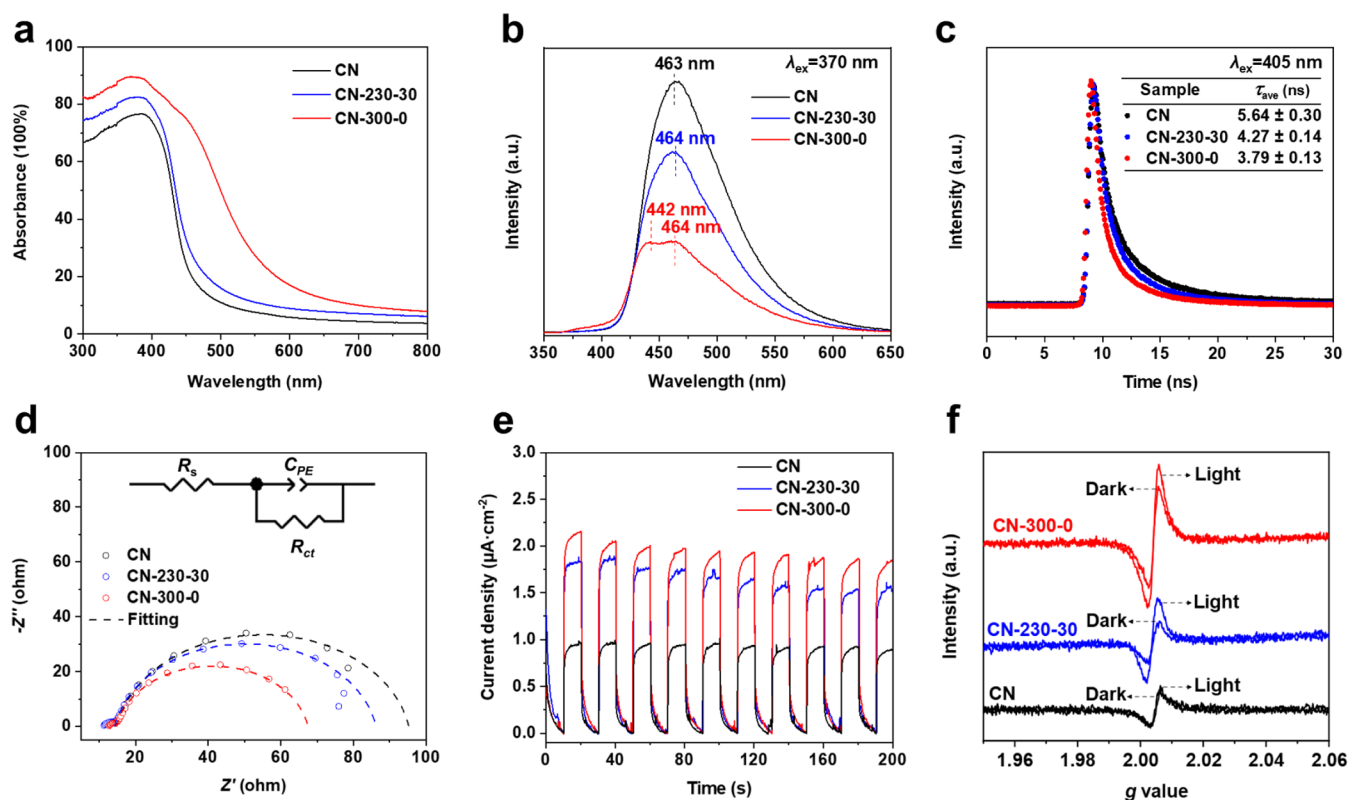 a
100
80
60
40
20
0
300 400 500 600 700 800
Absorbance (100%)
Wavelength (nm)
CN
CN-230-30
CN-300-0
b
463 nm
λex=370 nm
CN
CN-230-30
CN-300-0
464 nm
442 nm
464 nm
350 400 450 500 550 600 650
Intensity (a.u.)
Wavelength (nm)
c
λex=405 nm
Sample τave (ns)
CN 5.64 ± 0.30
CN-230-30 4.27 ± 0.14
CN-300-0 3.79 ± 0.13
0 5 10 15 20 25 30
Intensity (a.u.)
Time (ns)
d
100
80
60
40
20
0
20 40 60 80 100
-Z'' (ohm)
Z' (ohm)
Rs
CPE
Rct
CN
CN-230-30
CN-300-0
Fitting
e
3.0
2.5
2.0
1.5
1.0
0.5
0.0
0 40 80 120 160 200
Current density (μA·cm-2)
Time (s)
CN
CN-230-30
CN-300-0
f
Dark Light
CN-300-0
Dark Light
CN-230-30
Dark Light
CN
1.96 1.98 2.00 2.02 2.04 2.06
Intensity (a.u.)
g value